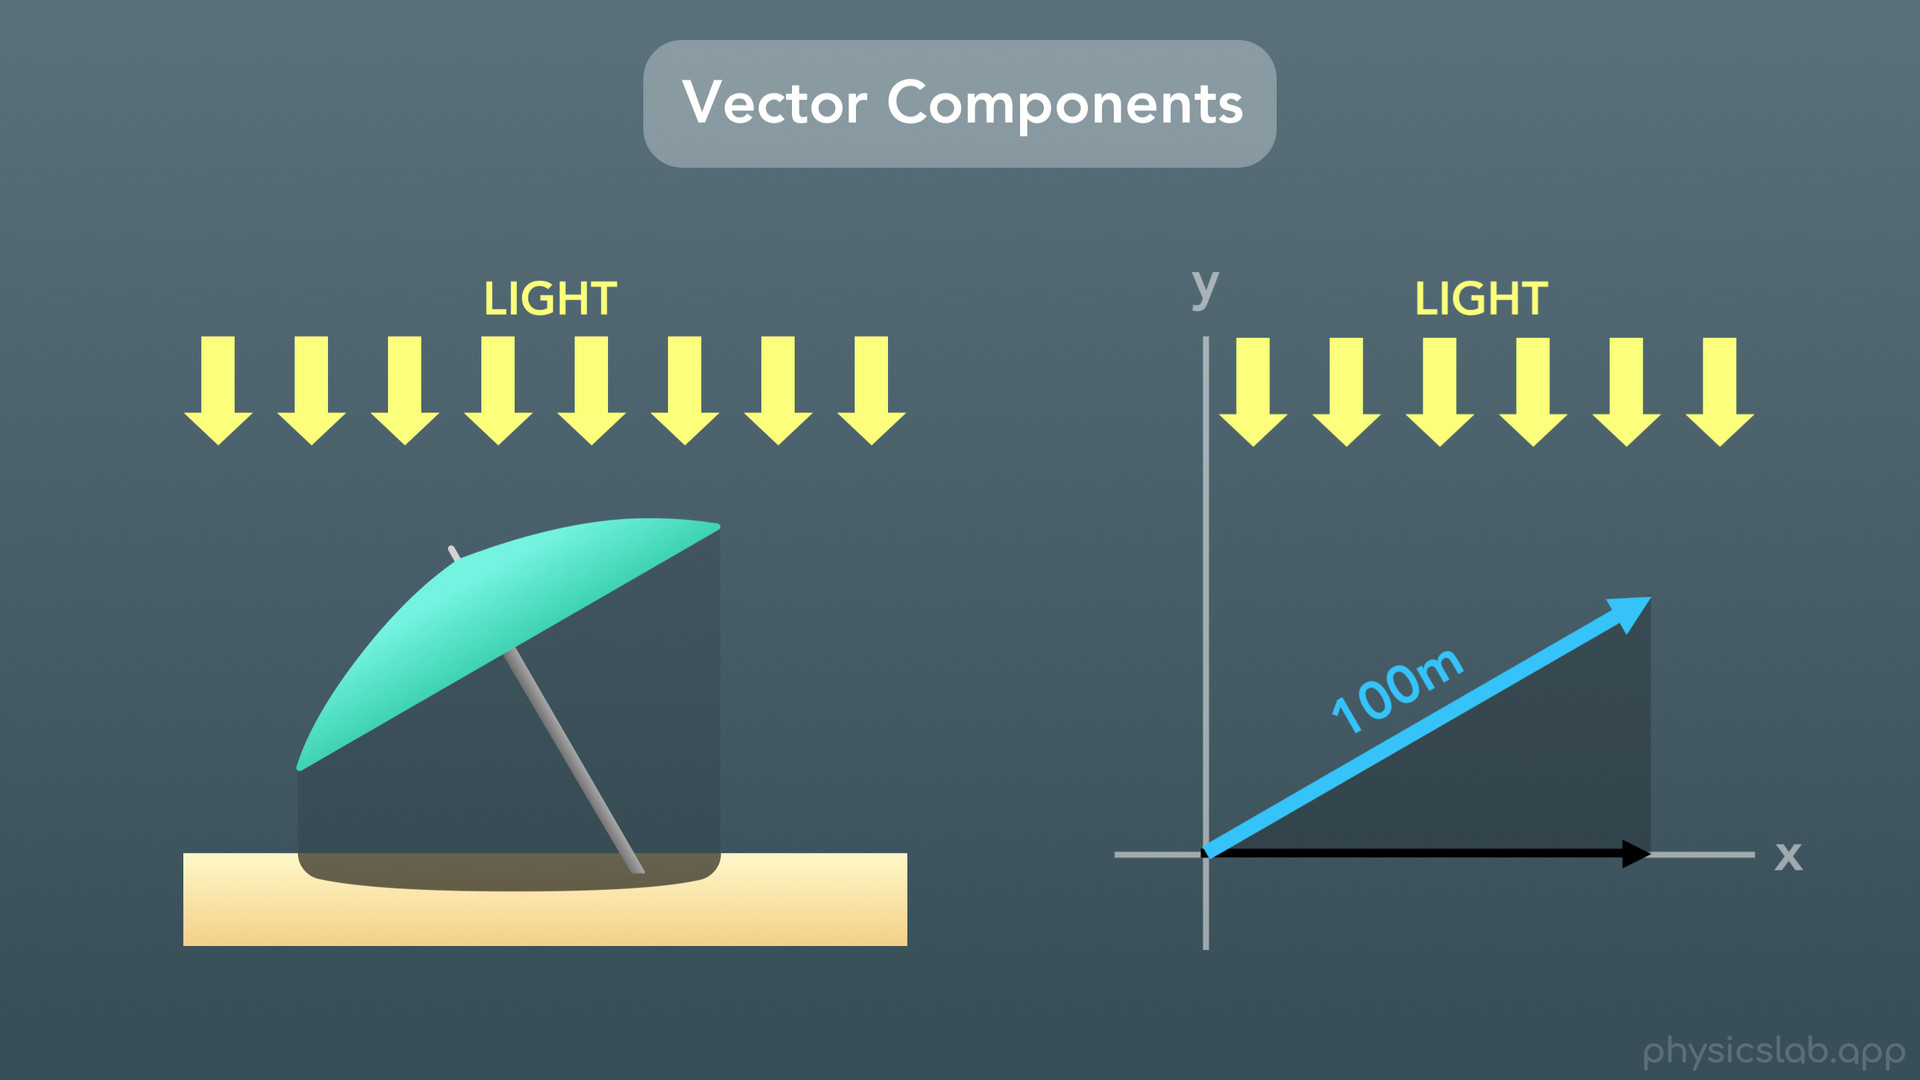 Vector Components
LIGHT
y
LIGHT
100m
x
physicslab.app